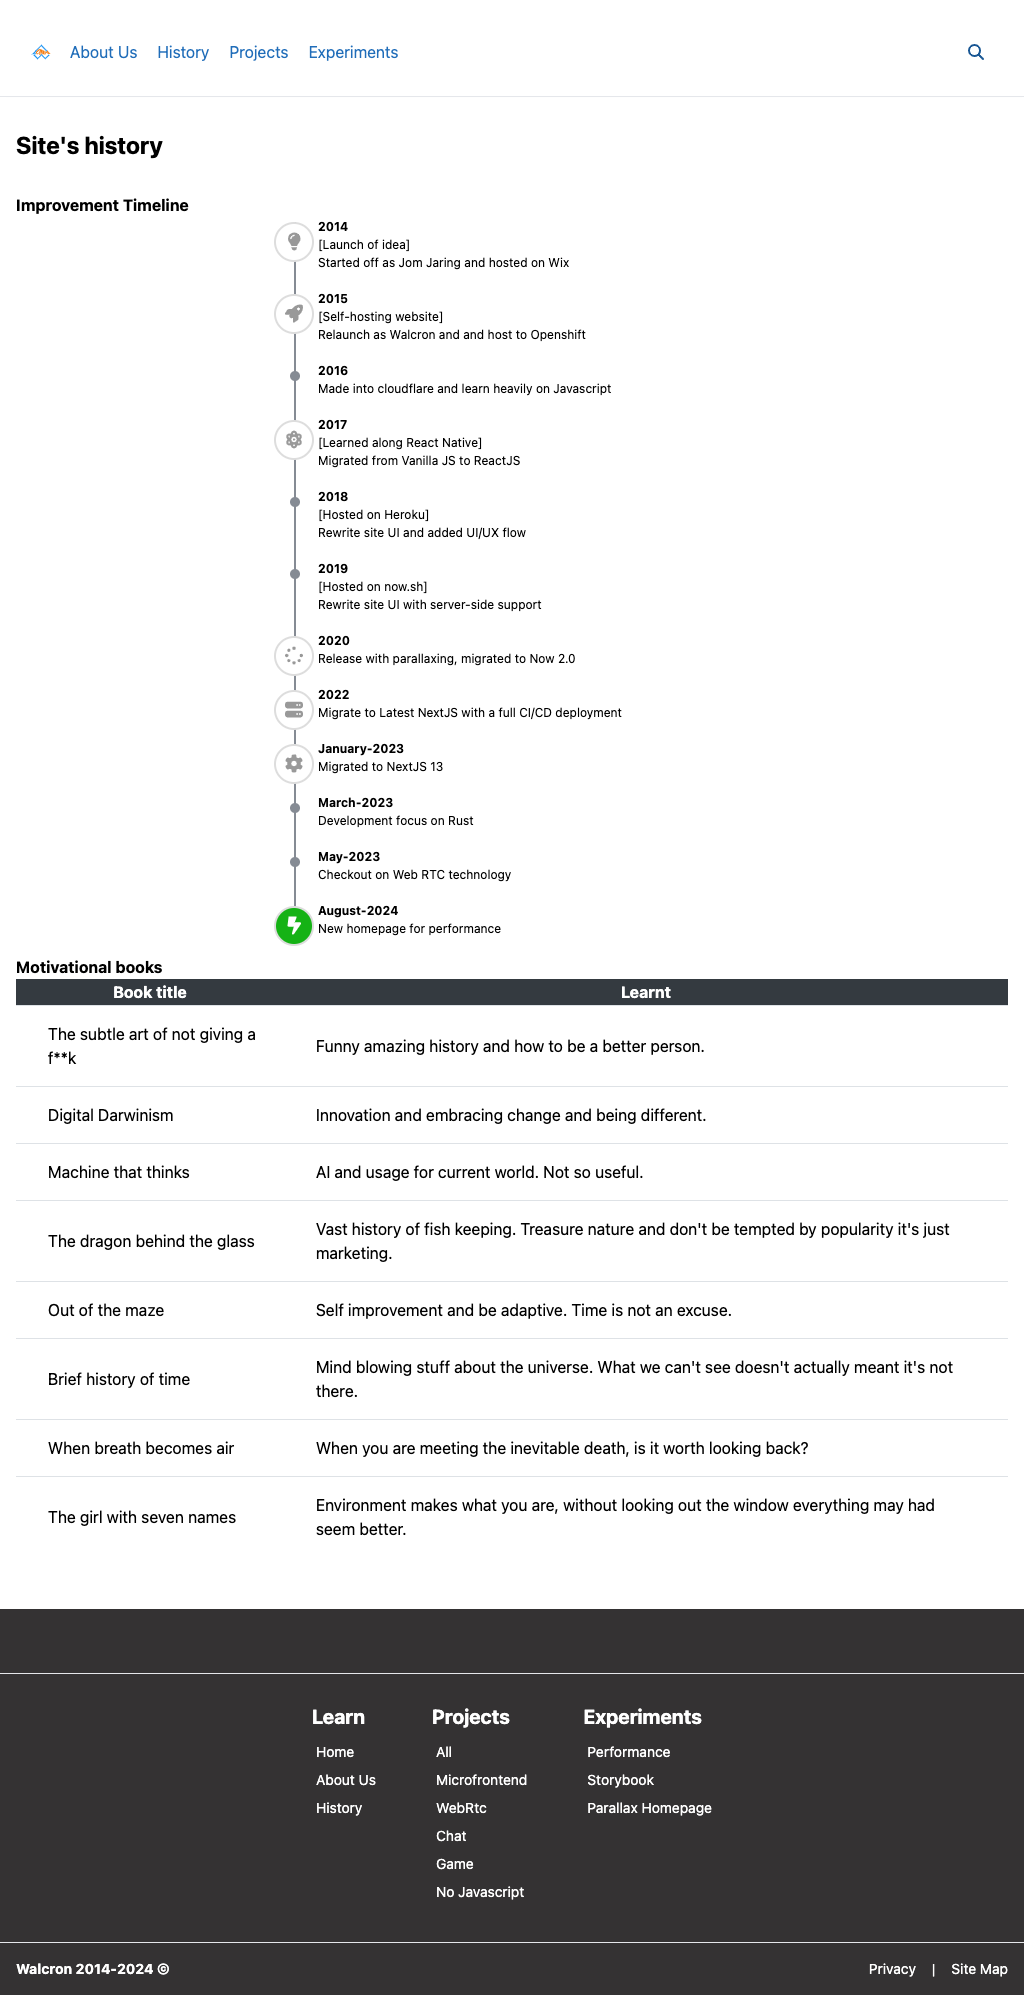 About Us History Projects Experiments
Site's history
Improvement Timeline
2014
[Launch of idea]
Started off as Jom Jaring and hosted on Wix
2015
[Self-hosting website]
Relaunch as Walcron and and host to Openshift
2016
Made into cloudflare and learn heavily on Javascript
2017
[Learned along React Native]
Migrated from Vanilla JS to ReactJS
2018
[Hosted on Heroku]
Rewrite site UI and added UI/UX flow
2019
[Hosted on now.sh]
Rewrite site UI with server-side support
2020
Release with parallaxing, migrated to Now 2.0
2022
Migrate to Latest NextJS with a full CI/CD deployment
January-2023
Migrated to NextJS 13
March-2023
Development focus on Rust
May-2023
Checkout on Web RTC technology
August-2024
New homepage for performance
Motivational books
Book title Learnt
The subtle art of not giving a
f**k
Funny amazing history and how to be a better person.
Digital Darwinism
Innovation and embracing change and being different.
Machine that thinks
AI and usage for current world. Not so useful.
The dragon behind the glass
Vast history of fish keeping. Treasure nature and don't be tempted by popularity it's just
marketing.
Out of the maze
Self improvement and be adaptive. Time is not an excuse.
Brief history of time
Mind blowing stuff about the universe. What we can't see doesn't actually meant it's not
there.
When breath becomes air
When you are meeting the inevitable death, is it worth looking back?
The girl with seven names
Environment makes what you are, without looking out the window everything may had
seem better.
Learn
Home
About Us
History
Projects
All
Microfrontend
WebRtc
Chat
Game
No Javascript
Experiments
Performance
Storybook
Parallax Homepage
Walcron 2014-2024 ©
Privacy | Site Map